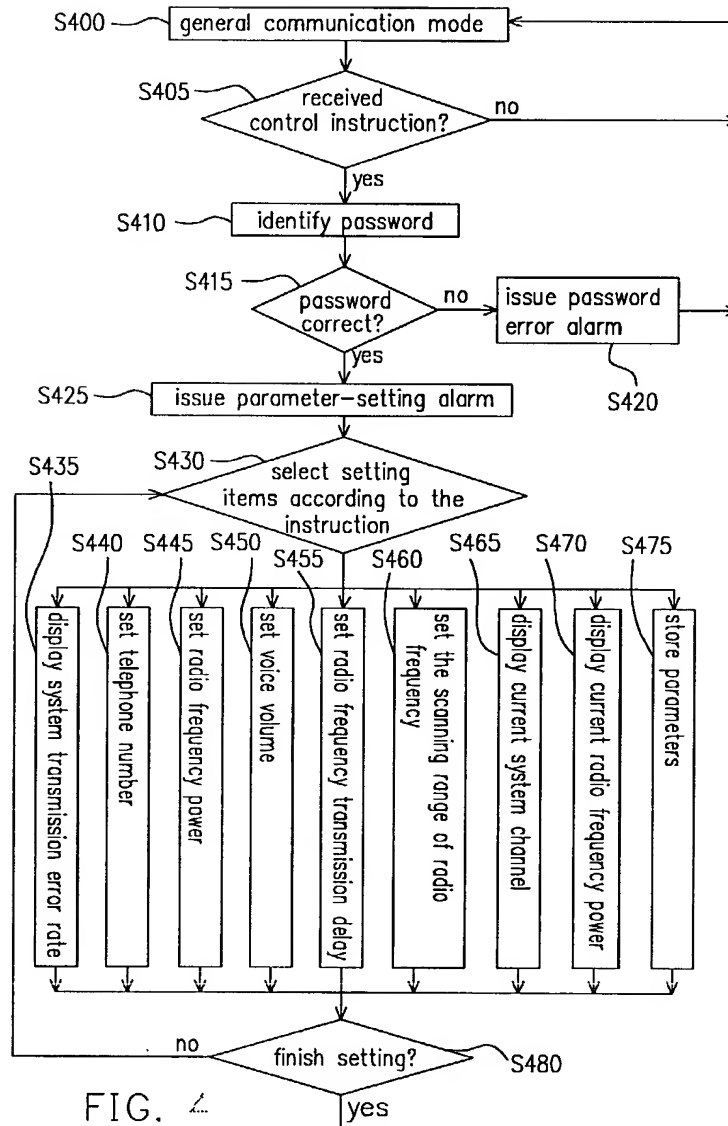 S400
general communication mode
S405
received
control instruction?
no
yes
S410
identify password
S415
password
correct?
no
issue password
error alarm
S420
yes
S425
issue parameter-setting alarm
S430
select setting
items according to the
instruction
S435
S440
S445
S450
S455
S460
S465
S470
S475
display system transmission error rate
set telephone number
set radio frequency power
set voice volume
set radio frequency transmission delay
set the scanning range of radio
frequency
display current system channel
display current radio frequency power
store parameters
no
finish setting?
S480
yes
FIG. 4